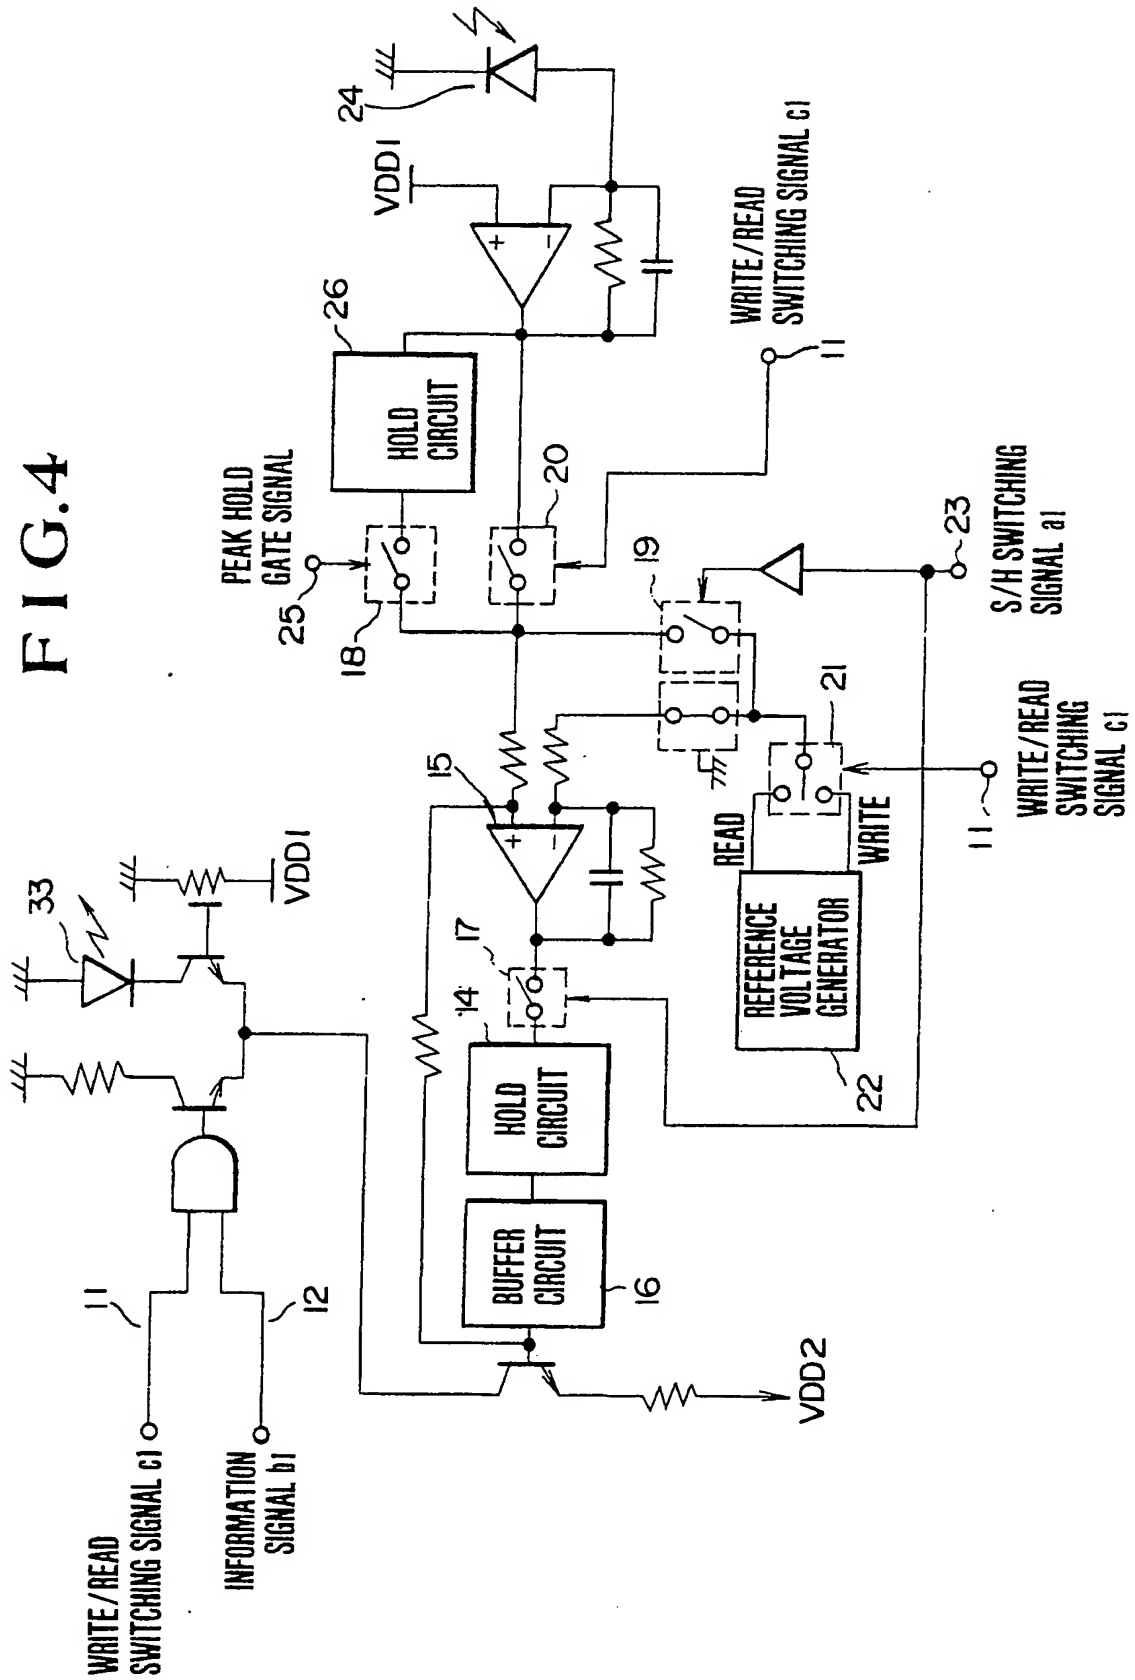 FIG.4
WRITE/READ
SWITCHING SIGNAL c1
11
INFORMATION
SIGNAL b1
12
33
VDD1
PEAK HOLD
GATE SIGNAL
25
18
26
HOLD
CIRCUIT
VDD1
24
+
−
20
WRITE/READ
SWITCHING SIGNAL c1
11
19
15
+
−
17
14
HOLD
CIRCUIT
BUFFER
CIRCUIT
16
VDD2
READ
WRITE
21
REFERENCE
VOLTAGE
GENERATOR
22
11
WRITE/READ
SWITCHING
SIGNAL c1
23
S/H SWITCHING
SIGNAL a1